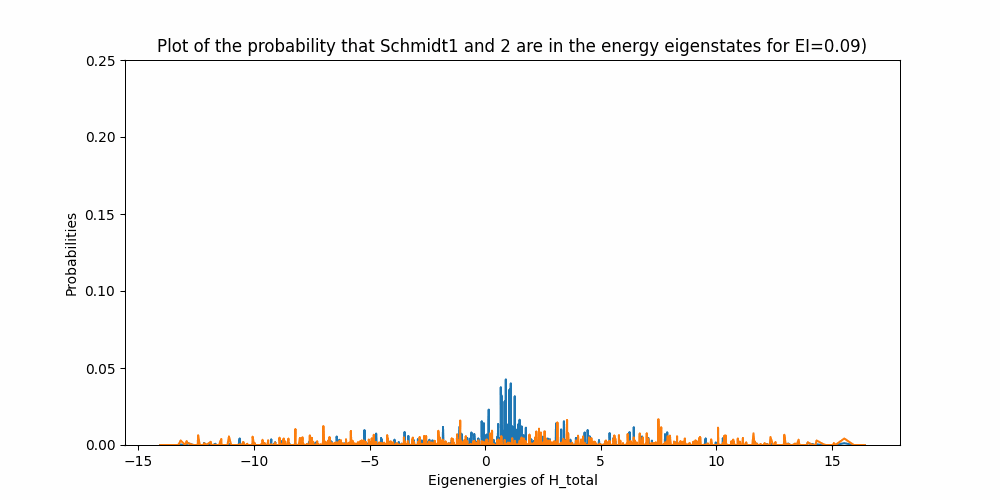 Plot of the probability that Schmidt1 and 2 are in the energy eigenstates for EI=0.09)
0.25
0.20
0.15
0.10
0.05
0.00
Probabilities
−15 −10 −5 0 5 10 15
Eigenenergies of H_total